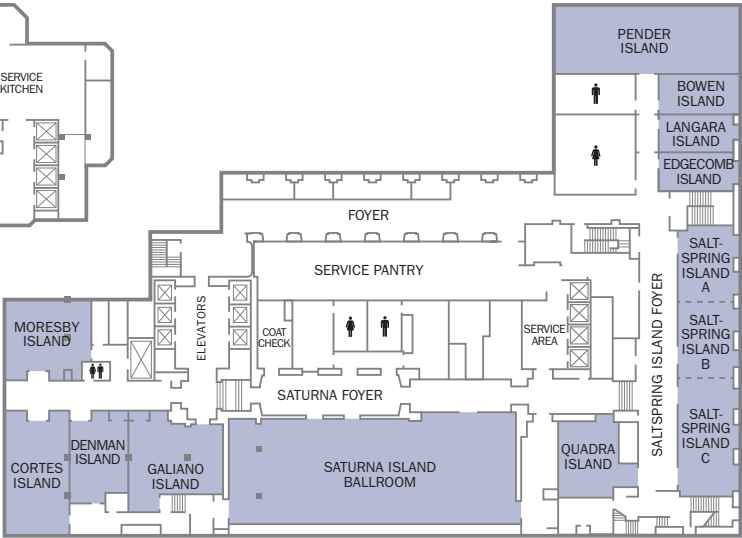 PENDER
ISLAND
SERVICE
KITCHEN
BOWEN
ISLAND
LANGARA
ISLAND
EDGECOMB
ISLAND
FOYER
SERVICE PANTRY
SALT-
SPRING
ISLAND
A
SALTSPRING ISLAND FOYER
ELEVATORS
MORESBY
ISLAND
COAT
CHECK
SERVICE
AREA
SALT-
SPRING
ISLAND
B
SATURNA FOYER
SALT-
SPRING
ISLAND
C
DENMAN
ISLAND
CORTES
ISLAND
GALIANO
ISLAND
SATURNA ISLAND
BALLROOM
QUADRA
ISLAND